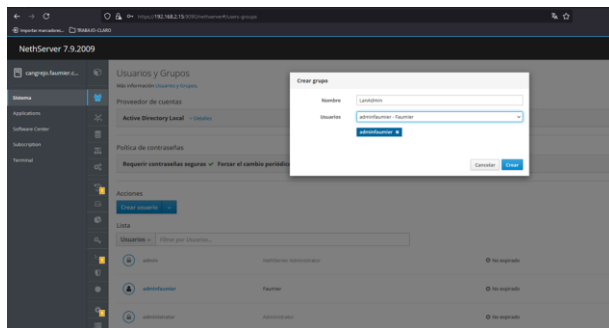 https://192.168.2.15:9090/nethserver#/users-groups
Importar marcadores...
TRABAJO CLARO
NethServer 7.9.2009
cangrejo.faumier.c...
Sistema
Applications
Software Center
Subscription
Terminal
Usuarios y Grupos
Más información Usuarios y Grupos
Proveedor de cuentas
Active Directory Local
Detalles
Política de contraseñas
Requerir contraseñas seguras ✓ Forzar el cambio periódico
Acciones
Crear usuario
Lista
Usuarios
Filtrar por Usuarios...
admin NethServer Administrator No expirado
adminfaumier Faumier No expirado
administrator Administrator No expirado
Crear grupo
Nombre LanAdmin
Usuarios adminfaumier - Faumier
adminfaumier ×
Cancelar Crear